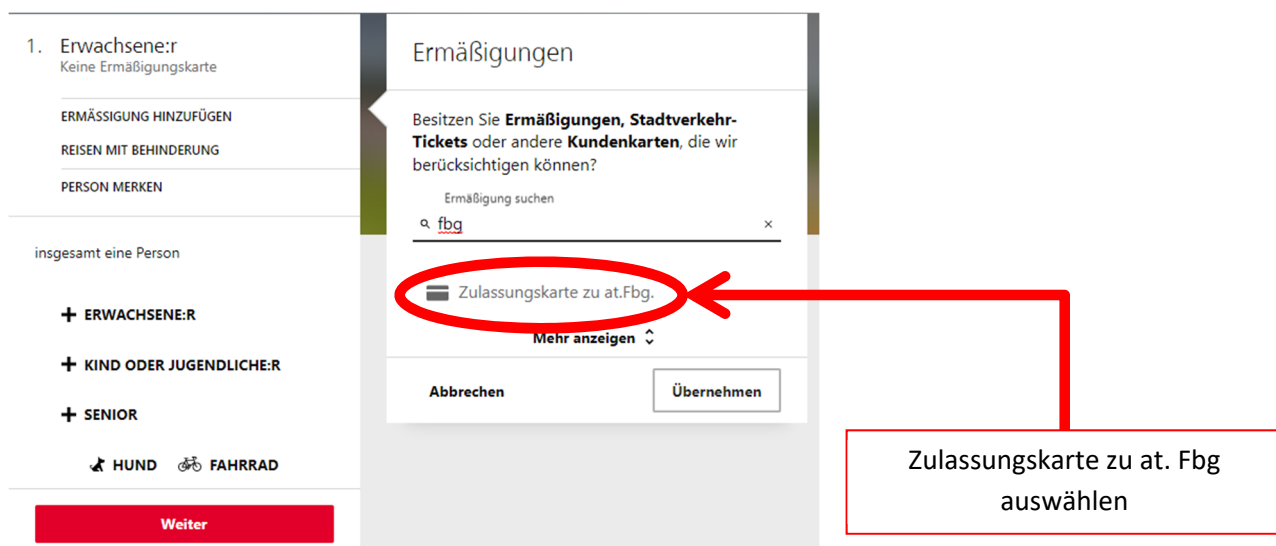 1. Erwachsene:r
Keine Ermäßigungskarte
ERMÄSSIGUNG HINZUFÜGEN
REISEN MIT BEHINDERUNG
PERSON MERKEN
insgesamt eine Person
+ ERWACHSENE:R
+ KIND ODER JUGENDLICHE:R
+ SENIOR
HUND FAHRRAD
Weiter
Ermäßigungen
Besitzen Sie Ermäßigungen, Stadtverkehr-
Tickets oder andere Kundenkarten, die wir
berücksichtigen können?
Ermäßigung suchen
fbg ×
Zulassungskarte zu at.Fbg.
Mehr anzeigen
Abbrechen Übernehmen
Zulassungskarte zu at. Fbg
auswählen